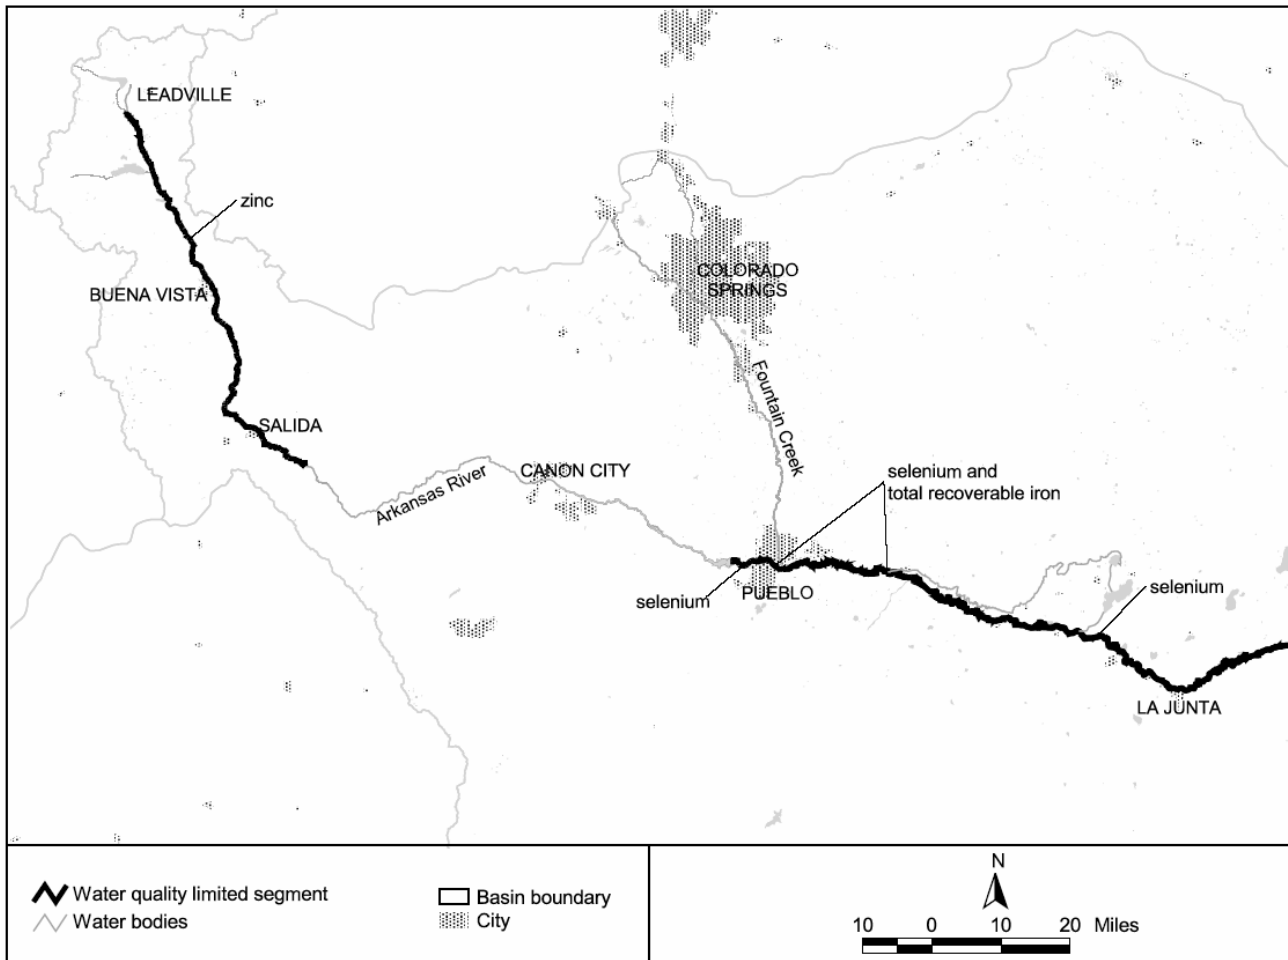 LEADVILLE
zinc
BUENA VISTA
COLORADO
SPRINGS
Fountain Creek
SALIDA
Arkansas River
CANON CITY
selenium and
total recoverable iron
selenium
PUEBLO
selenium
LA JUNTA
Water quality limited segment
Water bodies
Basin boundary
City
N
10 0 10 20 Miles